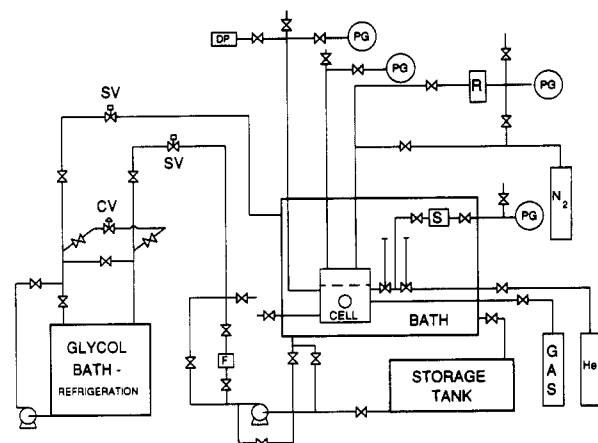 DP
PG
PG
SV
R
PG
SV
N2
CV
S
PG
CELL
BATH
GLYCOL
BATH -
REFRIGERATION
F
STORAGE
TANK
GAS
He